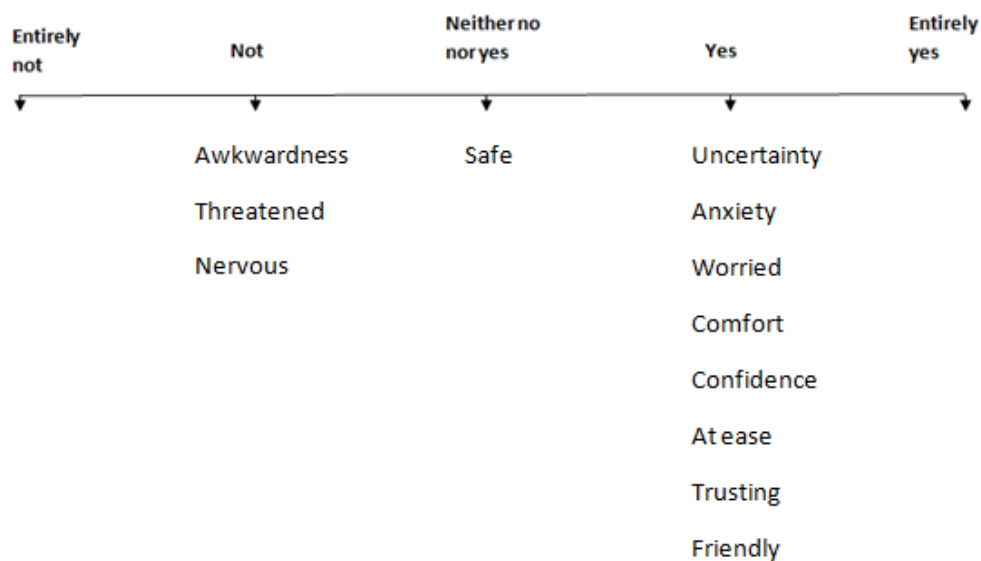 Entirely
not
Not
Neither no
nor yes
Yes
Entirely
yes
Awkwardness
Safe
Uncertainty
Threatened
Anxiety
Nervous
Worried
Comfort
Confidence
At ease
Trusting
Friendly